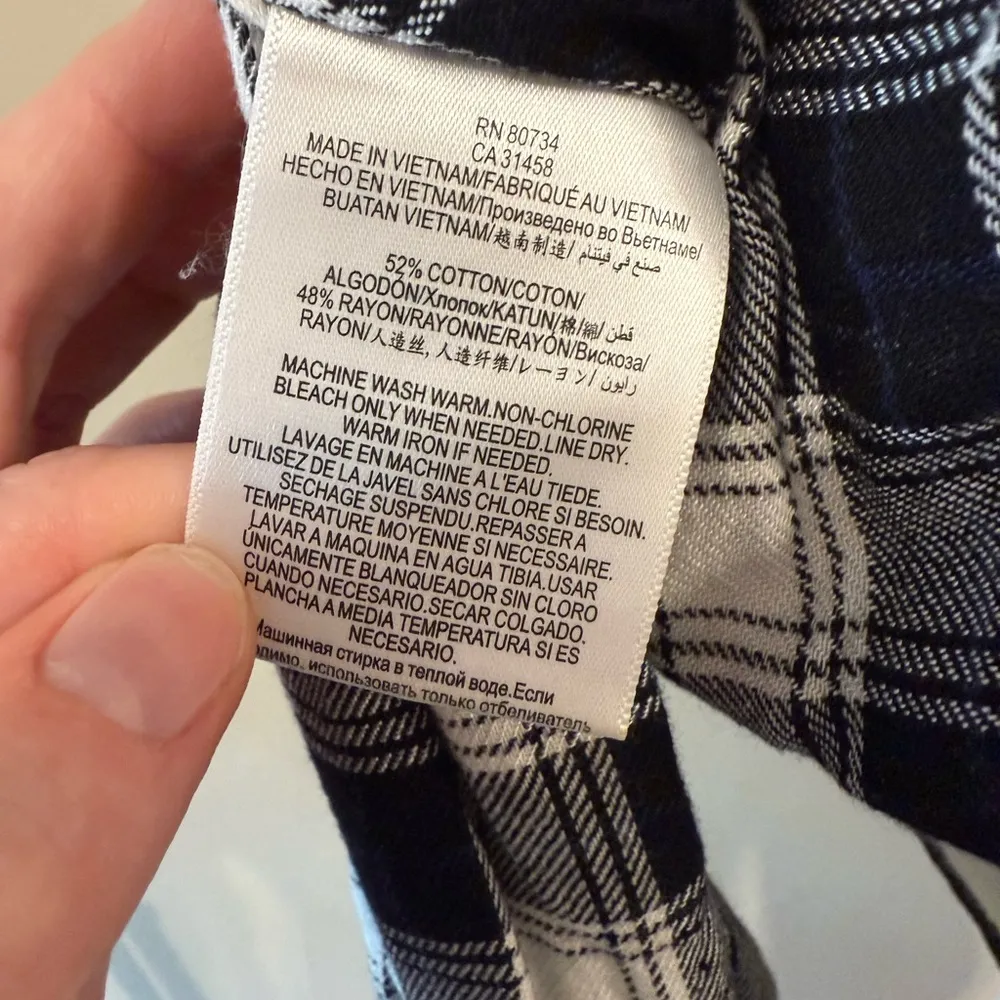 RN 80734
CA 31458
MADE IN VIETNAM/FABRIQUÉ AU VIETNAM/
HECHO EN VIETNAM/Произведено во Вьетнаме/
BUATAN VIETNAM/越南制造/ صنع في فيتنام
52% COTTON/COTON/
ALGODÓN/Хлопок/KATUN/棉/綿/ قطن
48% RAYON/RAYONNE/RAYÓN/Вискоза/
RAYON/人造丝, 人造纤维/レーヨン/ رايون
MACHINE WASH WARM.NON-CHLORINE
BLEACH ONLY WHEN NEEDED.LINE DRY.
WARM IRON IF NEEDED.
LAVAGE EN MACHINE A L'EAU TIEDE.
UTILISEZ DE LA JAVEL SANS CHLORE SI BESOIN.
SECHAGE SUSPENDU.REPASSER A
TEMPERATURE MOYENNE SI NECESSAIRE.
LAVAR A MAQUINA EN AGUA TIBIA.USAR
ÚNICAMENTE BLANQUEADOR SIN CLORO
CUANDO NECESARIO.SECAR COLGADO.
PLANCHA A MEDIA TEMPERATURA SI ES
NECESARIO.
Машинная стирка в теплой воде.Если
использовать только отбеливатель